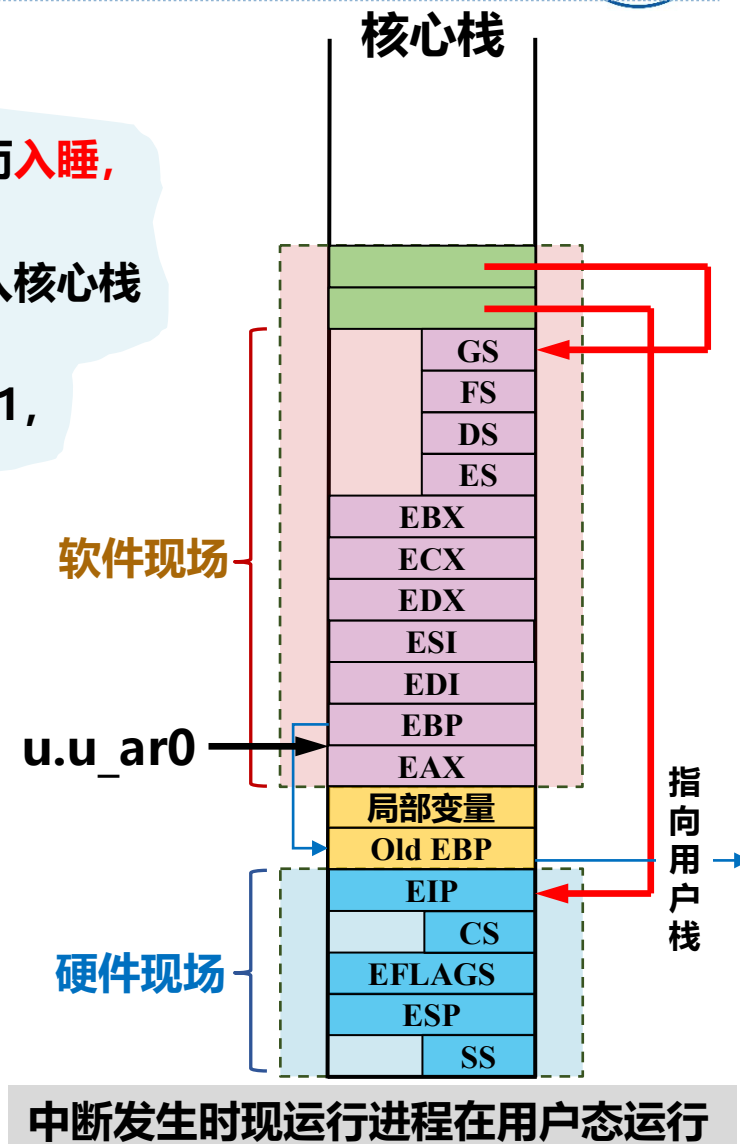 核心栈
而入睡,
入核心栈
1,
GS
FS
DS
ES
EBX
ECX
EDX
ESI
EDI
EBP
EAX
软件现场
u.u_ar0
局部变量
Old EBP
指向用户栈
EIP
CS
EFLAGS
ESP
SS
硬件现场
中断发生时现运行进程在用户态运行